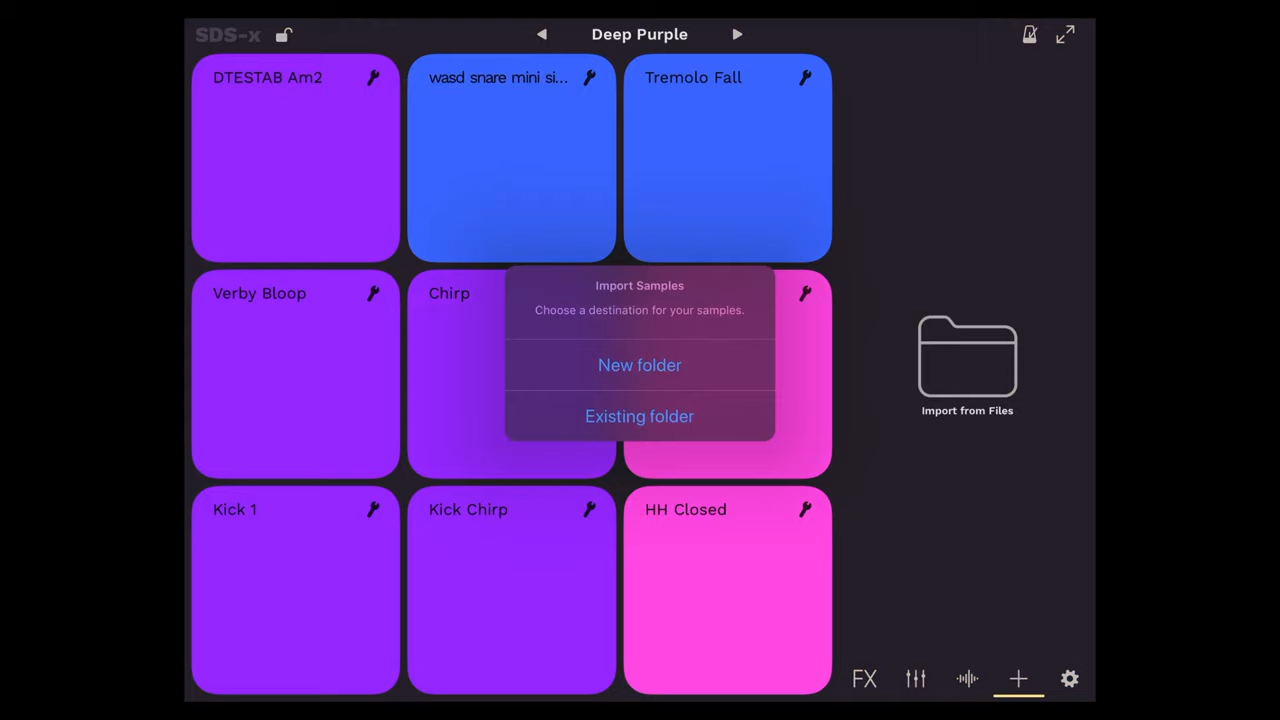 SDS-x
Deep Purple
DTESTAB Am2
wasd snare mini si...
Tremolo Fall
Verby Bloop
Chirp
Import Samples
Choose a destination for your samples.
New folder
Existing folder
Import from Files
Kick 1
Kick Chirp
HH Closed
FX